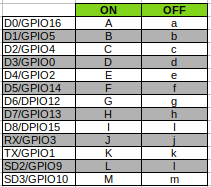 ON OFF
D0/GPIO16 A a
D1/GPIO5 B b
D2/GPIO4 C c
D3/GPIO0 D d
D4/GPIO2 E e
D5/GPIO14 F f
D6/GPIO12 G g
D7/GPIO13 H h
D8/GPIO15 I I
RX/GPIO3 J j
TX/GPIO1 K k
SD2/GPIO9 L l
SD3/GPIO10 M m